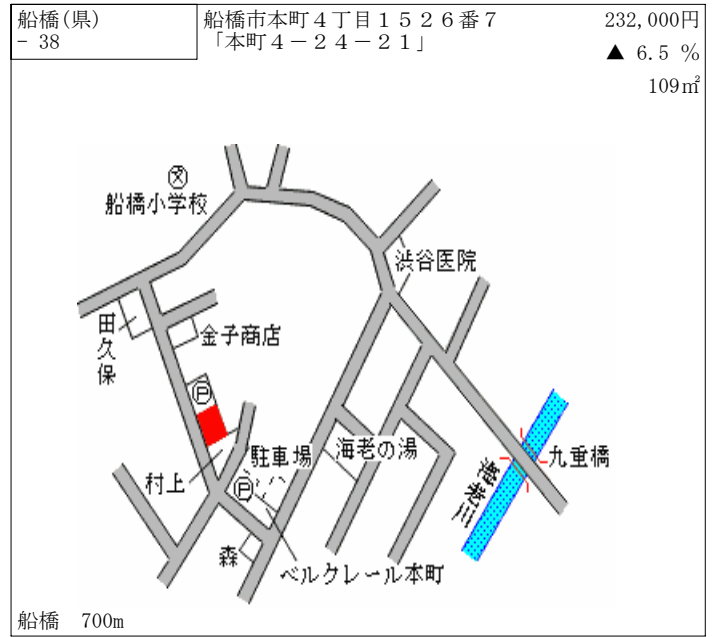 船橋(県)
- 38
船橋市本町４丁目１５２６番７
「本町４－２４－２１」
232,000円
▲ 6.5 %
109㎡
文
船橋小学校
渋谷医院
田久保
金子商店
P
村上
駐車場
P
海老の湯
海老川
九重橋
森
ベルクレール本町
船橋 700m